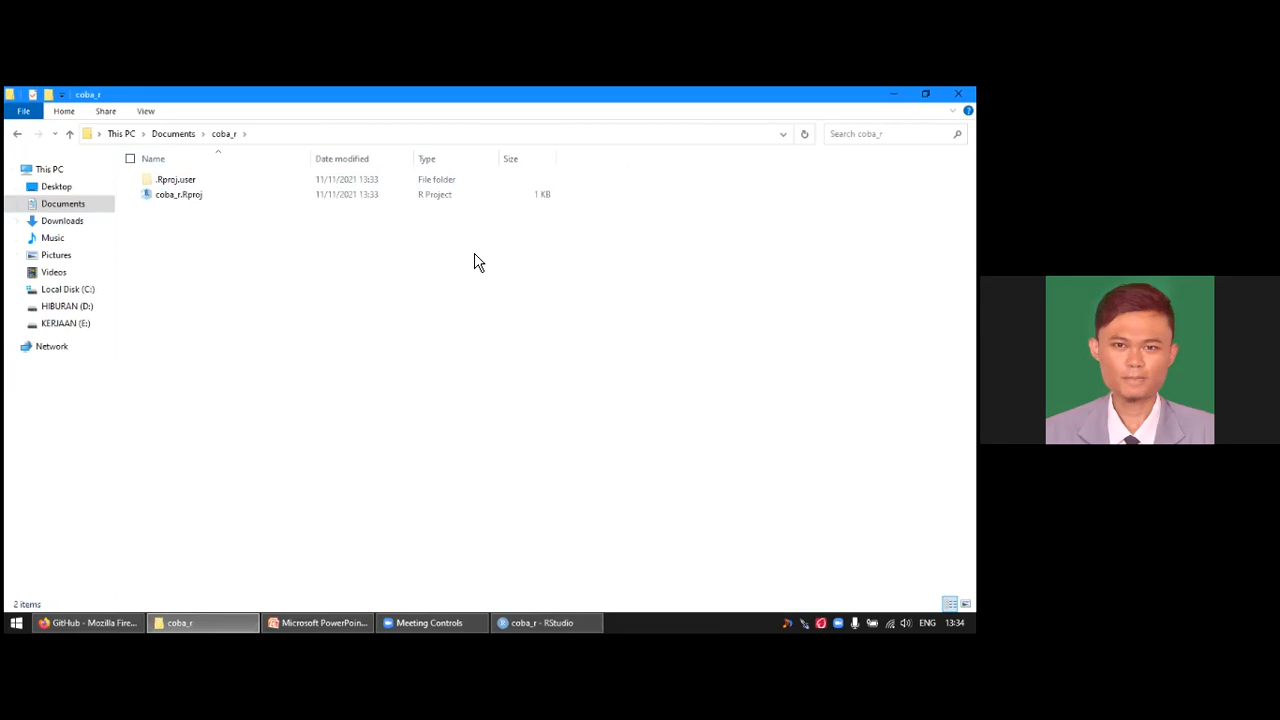 coba_r
File Home Share View
This PC Documents coba_r
Search coba_r
Name Date modified Type Size
.Rproj.user 11/11/2021 13:33 File folder
coba_r.Rproj 11/11/2021 13:33 R Project 1 KB
This PC
Desktop
Documents
Downloads
Music
Pictures
Videos
Local Disk (C:)
HIBURAN (D:)
KERJAAN (E:)
Network
2 items
GitHub - Mozilla Fire... coba_r Microsoft PowerPoin... Meeting Controls coba_r - RStudio ENG 13:34